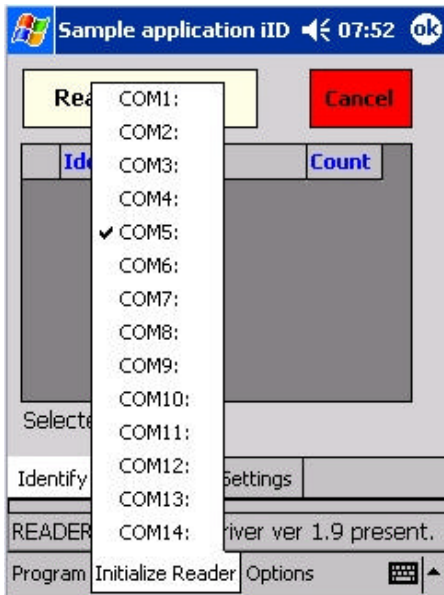 Sample application iID 07:52 ok
Rea
Cancel
COM1:
COM2:
COM3:
COM4:
COM5:
COM6:
COM7:
COM8:
COM9:
COM10:
COM11:
COM12:
COM13:
COM14:
Ide
Count
Selecte
Identify
Settings
READER
river ver 1.9 present.
Program Initialize Reader Options